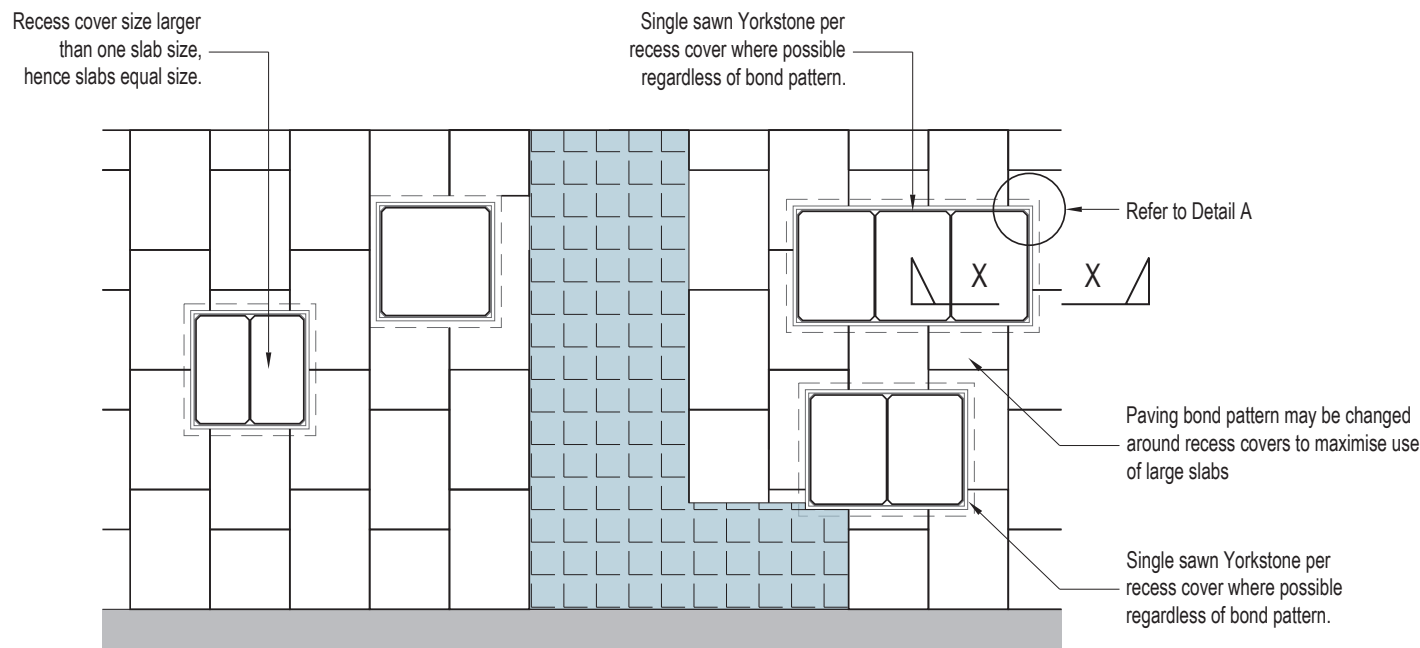 Recess cover size larger
than one slab size,
hence slabs equal size.
Single sawn Yorkstone per
recess cover where possible
regardless of bond pattern.
Refer to Detail A
X
X
Paving bond pattern may be changed
around recess covers to maximise use
of large slabs
Single sawn Yorkstone per
recess cover where possible
regardless of bond pattern.